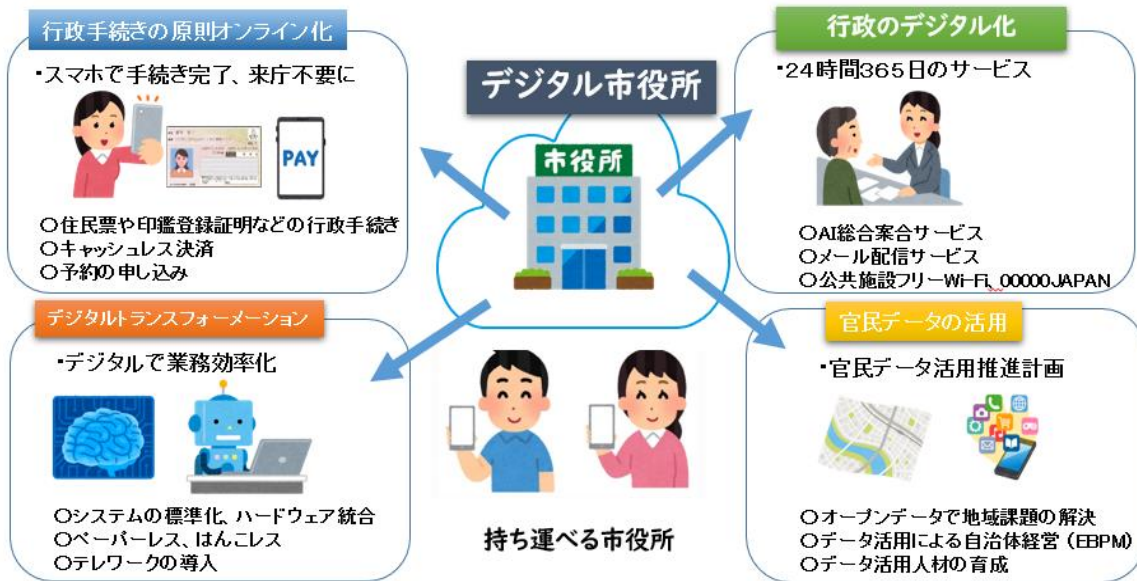 行政手続きの原則オンライン化
・スマホで手続き完了、来庁不要に
PAY
〇住民票や印鑑登録証明などの行政手続き
〇キャッシュレス決済
〇予約の申し込み
デジタル市役所
市役所
行政のデジタル化
・24時間365日のサービス
〇AI総合案合サービス
〇メール配信サービス
〇公共施設フリーWi-Fi、00000JAPAN
デジタルトランスフォーメーション
・デジタルで業務効率化
〇システムの標準化、ハードウェア統合
〇ペーパーレス、はんこレス
〇テレワークの導入
持ち運べる市役所
官民データの活用
・官民データ活用推進計画
〇オープンデータで地域課題の解決
〇データ活用による自治体経営（EBPM）
〇データ活用人材の育成